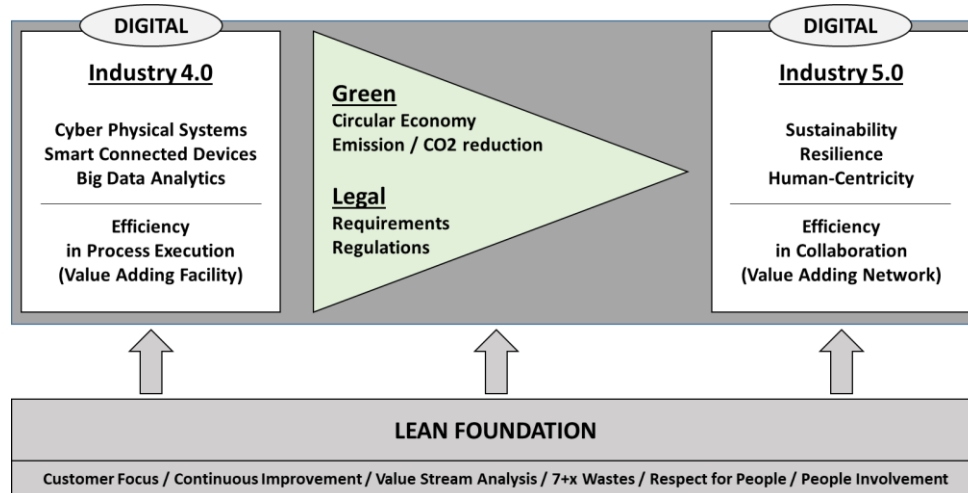 DIGITAL
Industry 4.0
Cyber Physical Systems
Smart Connected Devices
Big Data Analytics
Efficiency
in Process Execution
(Value Adding Facility)
Green
Circular Economy
Emission / CO2 reduction
Legal
Requirements
Regulations
DIGITAL
Industry 5.0
Sustainability
Resilience
Human-Centricity
Efficiency
in Collaboration
(Value Adding Network)
LEAN FOUNDATION
Customer Focus / Continuous Improvement / Value Stream Analysis / 7+x Wastes / Respect for People / People Involvement